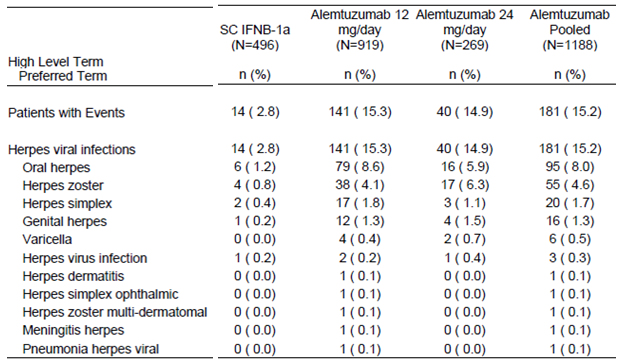 SC IFNB-1a Alemtuzumab 12 mg/day Alemtuzumab 24 mg/day Alemtuzumab Pooled
(N=496) (N=919) (N=269) (N=1188)
High Level Term
Preferred Term n (%) n (%) n (%) n (%)
Patients with Events 14 ( 2.8) 141 ( 15.3) 40 ( 14.9) 181 ( 15.2)
Herpes viral infections 14 ( 2.8) 141 ( 15.3) 40 ( 14.9) 181 ( 15.2)
Oral herpes 6 ( 1.2) 79 ( 8.6) 16 ( 5.9) 95 ( 8.0)
Herpes zoster 4 ( 0.8) 38 ( 4.1) 17 ( 6.3) 55 ( 4.6)
Herpes simplex 2 ( 0.4) 17 ( 1.8) 3 ( 1.1) 20 ( 1.7)
Genital herpes 1 ( 0.2) 12 ( 1.3) 4 ( 1.5) 16 ( 1.3)
Varicella 0 ( 0.0) 4 ( 0.4) 2 ( 0.7) 6 ( 0.5)
Herpes virus infection 1 ( 0.2) 2 ( 0.2) 1 ( 0.4) 3 ( 0.3)
Herpes dermatitis 0 ( 0.0) 1 ( 0.1) 0 ( 0.0) 1 ( 0.1)
Herpes simplex ophthalmic 0 ( 0.0) 1 ( 0.1) 0 ( 0.0) 1 ( 0.1)
Herpes zoster multi-dermatomal 0 ( 0.0) 1 ( 0.1) 0 ( 0.0) 1 ( 0.1)
Meningitis herpes 0 ( 0.0) 1 ( 0.1) 0 ( 0.0) 1 ( 0.1)
Pneumonia herpes viral 0 ( 0.0) 1 ( 0.1) 0 ( 0.0) 1 ( 0.1)